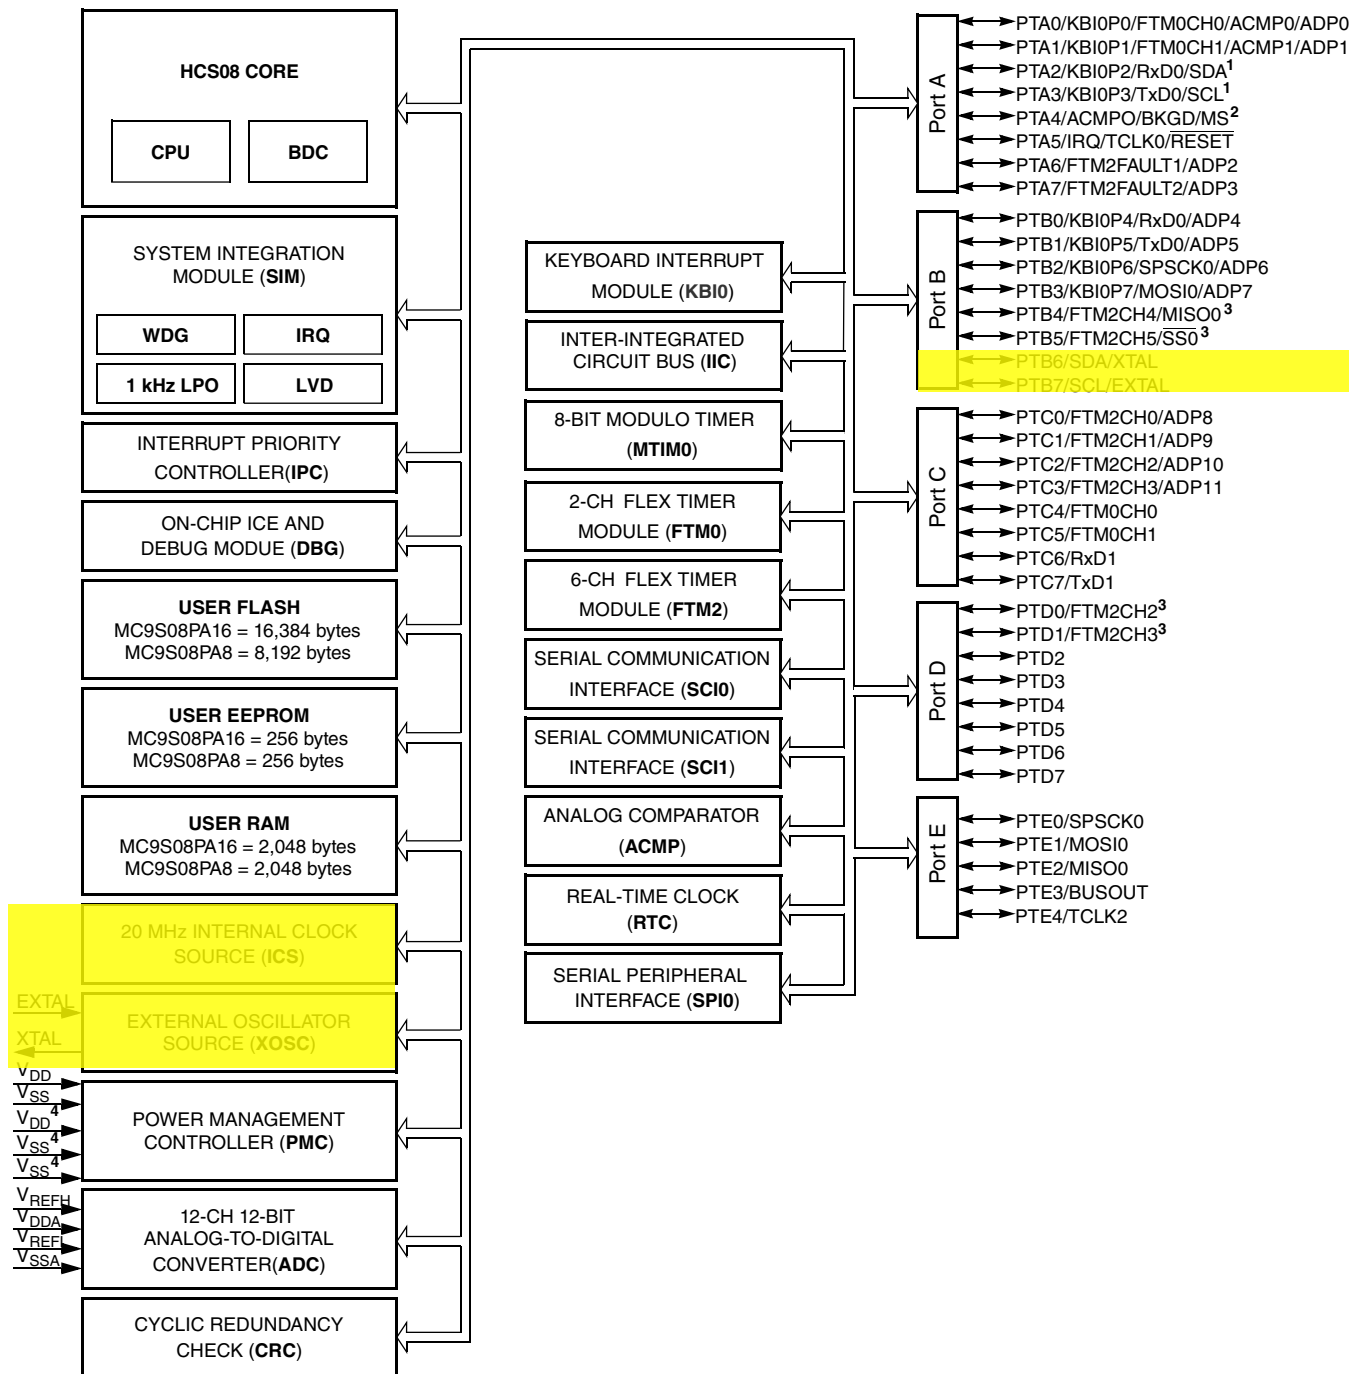 HCS08 CORE
CPU
BDC
SYSTEM INTEGRATION
MODULE (SIM)
WDG
IRQ
1 kHz LPO
LVD
INTERRUPT PRIORITY
CONTROLLER(IPC)
ON-CHIP ICE AND
DEBUG MODUE (DBG)
USER FLASH
MC9S08PA16 = 16,384 bytes
MC9S08PA8 = 8,192 bytes
USER EEPROM
MC9S08PA16 = 256 bytes
MC9S08PA8 = 256 bytes
USER RAM
MC9S08PA16 = 2,048 bytes
MC9S08PA8 = 2,048 bytes
20 MHz INTERNAL CLOCK
SOURCE (ICS)
EXTAL
XTAL
EXTERNAL OSCILLATOR
SOURCE (XOSC)
VDD
VSS
VDD4
VSS4
VSS4
POWER MANAGEMENT
CONTROLLER (PMC)
VREFH
VDDA
VREFL
VSSA
12-CH 12-BIT
ANALOG-TO-DIGITAL
CONVERTER(ADC)
CYCLIC REDUNDANCY
CHECK (CRC)
KEYBOARD INTERRUPT
MODULE (KBI0)
INTER-INTEGRATED
CIRCUIT BUS (IIC)
8-BIT MODULO TIMER
(MTIM0)
2-CH FLEX TIMER
MODULE (FTM0)
6-CH FLEX TIMER
MODULE (FTM2)
SERIAL COMMUNICATION
INTERFACE (SCI0)
SERIAL COMMUNICATION
INTERFACE (SCI1)
ANALOG COMPARATOR
(ACMP)
REAL-TIME CLOCK
(RTC)
SERIAL PERIPHERAL
INTERFACE (SPI0)
Port A
PTA0/KBI0P0/FTM0CH0/ACMP0/ADP0
PTA1/KBI0P1/FTM0CH1/ACMP1/ADP1
PTA2/KBI0P2/RxD0/SDA1
PTA3/KBI0P3/TxD0/SCL1
PTA4/ACMPO/BKGD/MS2
PTA5/IRQ/TCLK0/RESET
PTA6/FTM2FAULT1/ADP2
PTA7/FTM2FAULT2/ADP3
Port B
PTB0/KBI0P4/RxD0/ADP4
PTB1/KBI0P5/TxD0/ADP5
PTB2/KBI0P6/SPSCK0/ADP6
PTB3/KBI0P7/MOSI0/ADP7
PTB4/FTM2CH4/MISO03
PTB5/FTM2CH5/SS03
PTB6/SDA/XTAL
PTB7/SCL/EXTAL
Port C
PTC0/FTM2CH0/ADP8
PTC1/FTM2CH1/ADP9
PTC2/FTM2CH2/ADP10
PTC3/FTM2CH3/ADP11
PTC4/FTM0CH0
PTC5/FTM0CH1
PTC6/RxD1
PTC7/TxD1
Port D
PTD0/FTM2CH23
PTD1/FTM2CH33
PTD2
PTD3
PTD4
PTD5
PTD6
PTD7
Port E
PTE0/SPSCK0
PTE1/MOSI0
PTE2/MISO0
PTE3/BUSOUT
PTE4/TCLK2